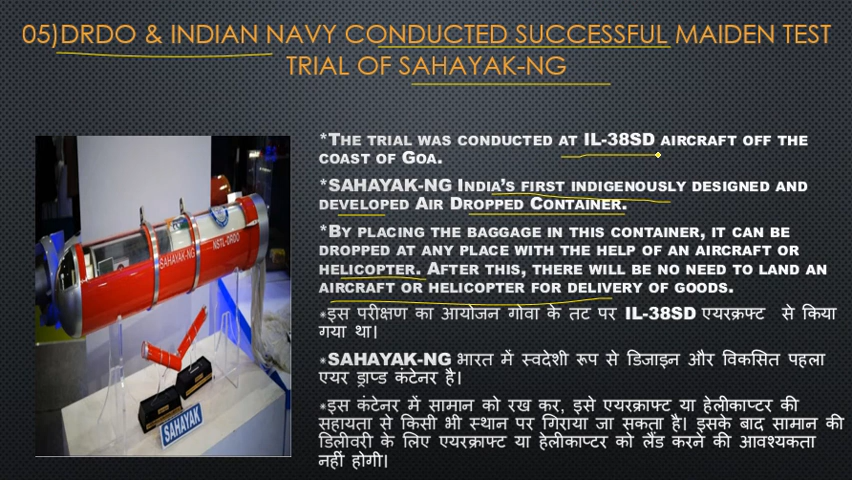 05)DRDO & INDIAN NAVY CONDUCTED SUCCESSFUL MAIDEN TEST
TRIAL OF SAHAYAK-NG
*THE TRIAL WAS CONDUCTED AT IL-38SD AIRCRAFT OFF THE
COAST OF GOA.
*SAHAYAK-NG INDIA'S FIRST INDIGENOUSLY DESIGNED AND
DEVELOPED AIR DROPPED CONTAINER.
*BY PLACING THE BAGGAGE IN THIS CONTAINER, IT CAN BE
DROPPED AT ANY PLACE WITH THE HELP OF AN AIRCRAFT OR
HELICOPTER. AFTER THIS, THERE WILL BE NO NEED TO LAND AN
AIRCRAFT OR HELICOPTER FOR DELIVERY OF GOODS.
*इस परीक्षण का आयोजन गोवा के तट पर IL-38SD एयरक्राफ्ट से किया
गया था।
*SAHAYAK-NG भारत में स्वदेशी रूप से डिजाइन और विकसित पहला
एयर ड्राप्ड कंटेनर है।
*इस कंटेनर में सामान को रख कर, इसे एयरक्राफ्ट या हेलीकाप्टर की
सहायता से किसी भी स्थान पर गिराया जा सकता है। इसके बाद सामान की
डिलीवरी के लिए एयरक्राफ्ट या हेलीकाप्टर को लैंड करने की आवश्यकता
नहीं होगी।
SAHAYAK-NG
NSTL-DRDO
SAHAYAK